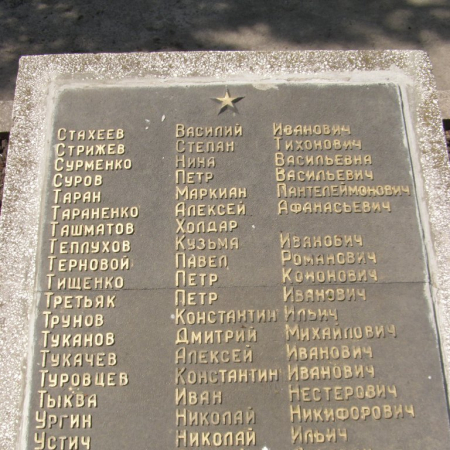 Стахеев Василий Иванович
Стрижев Степан Тихонович
Сурменко Нина Васильевна
Суров Петр Васильевич
Таран Маркиан Пантелеймонович
Тараненко Алексей Афанасьевич
Ташматов Холдар
Теплухов Кузьма Иванович
Терновой Павел Романович
Тищенко Петр Кононович
Третьяк Петр Иванович
Трунов Константин Ильич
Туканов Дмитрий Михайлович
Тукачев Алексей Иванович
Туровцев Константин Иванович
Тыква Иван Нестерович
Ургин Николай Никифорович
Устич Николай Ильич